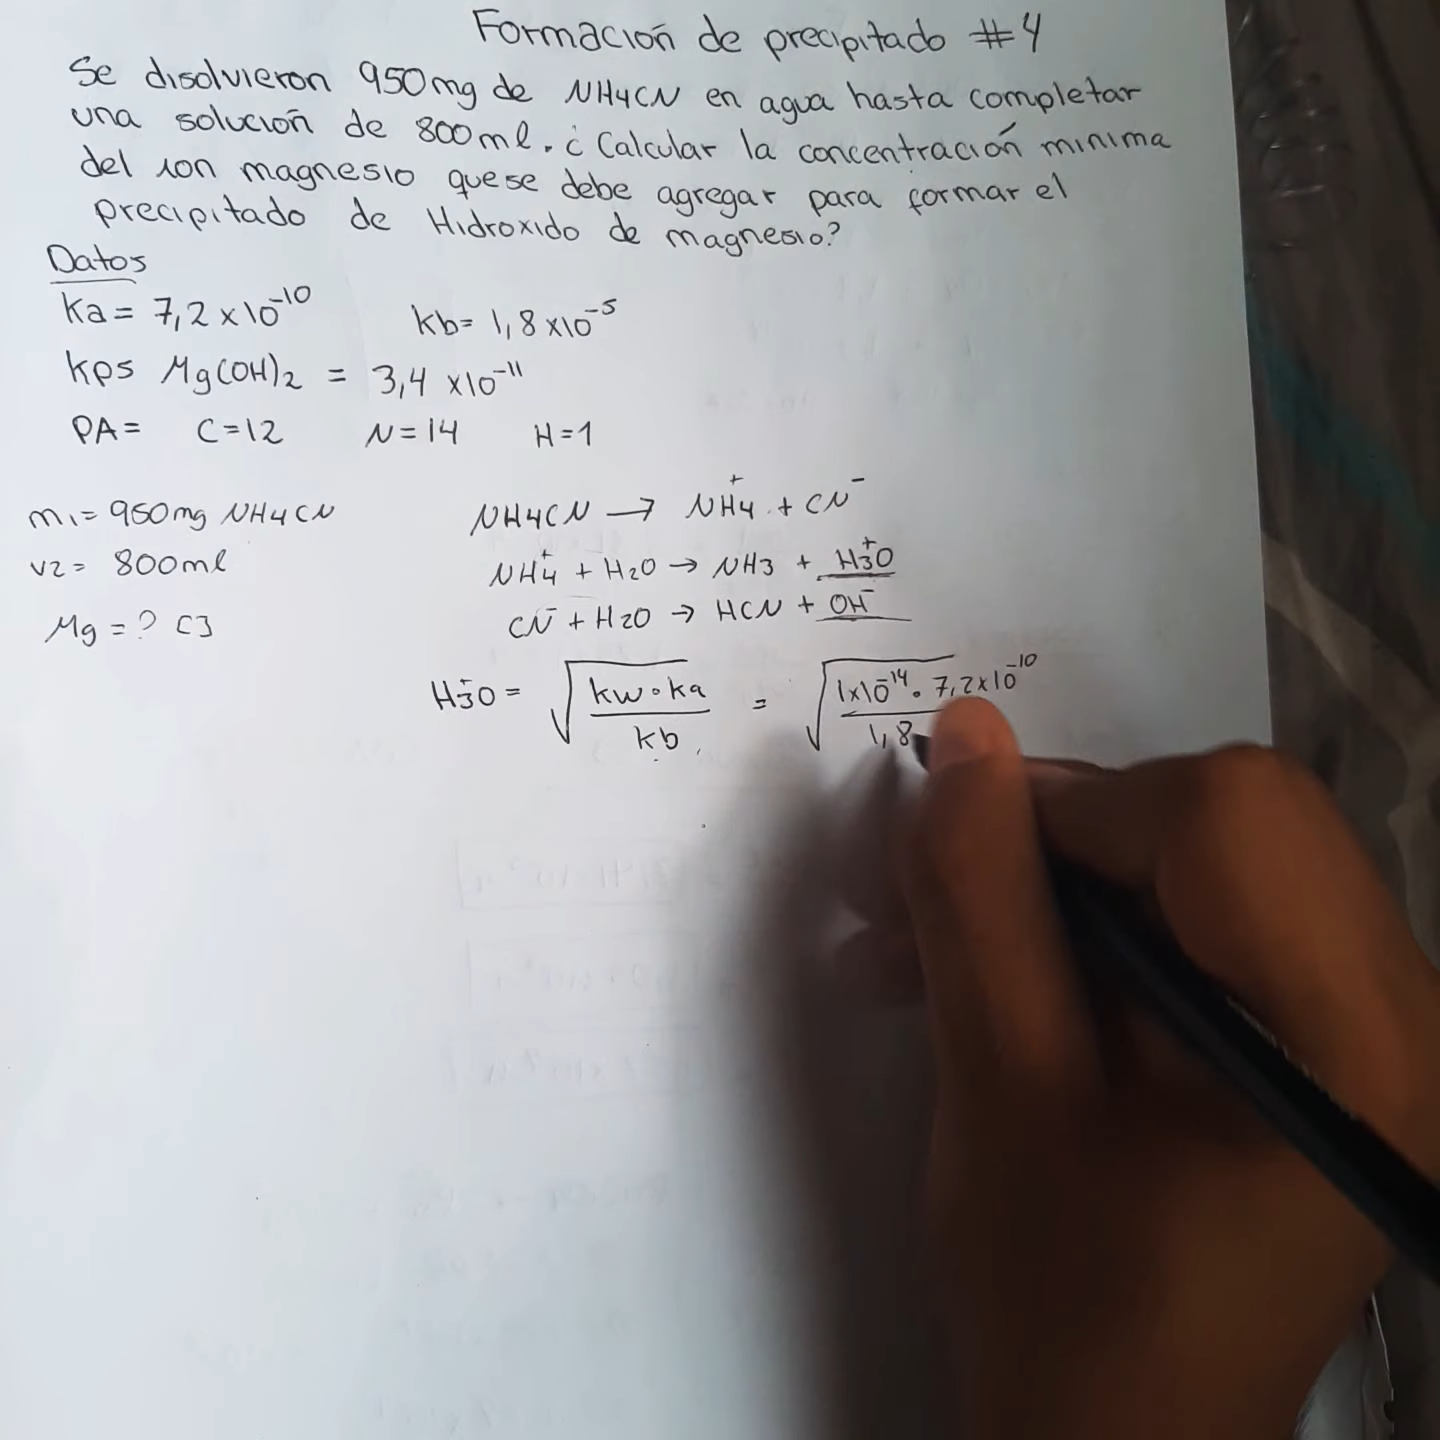 Formación de precipitado #4
Se disolvieron 950mg de NH4CN en agua hasta completar
una solución de 800ml. ¿Calcular la concentración minima
del ion magnesio que se debe agregar para formar el
precipitado de Hidroxido de magnesio?
Datos
Ka = 7,2 x 10⁻¹⁰ Kb = 1,8 x 10⁻⁵
Kps Mg(OH)₂ = 3,4 x 10⁻¹¹
PA = C=12 N=14 H=1
m1 = 950mg NH4CN
V2 = 800ml
Mg = ? [ ]
NH4CN → NH4⁺ + CN⁻
NH4⁺ + H2O → NH3 + H3O⁺
CN⁻ + H2O → HCN + OH⁻
H3O⁺ = √ Kw · Ka / Kb = √ 1x10⁻¹⁴ · 7,2x10⁻¹⁰ / 1,8